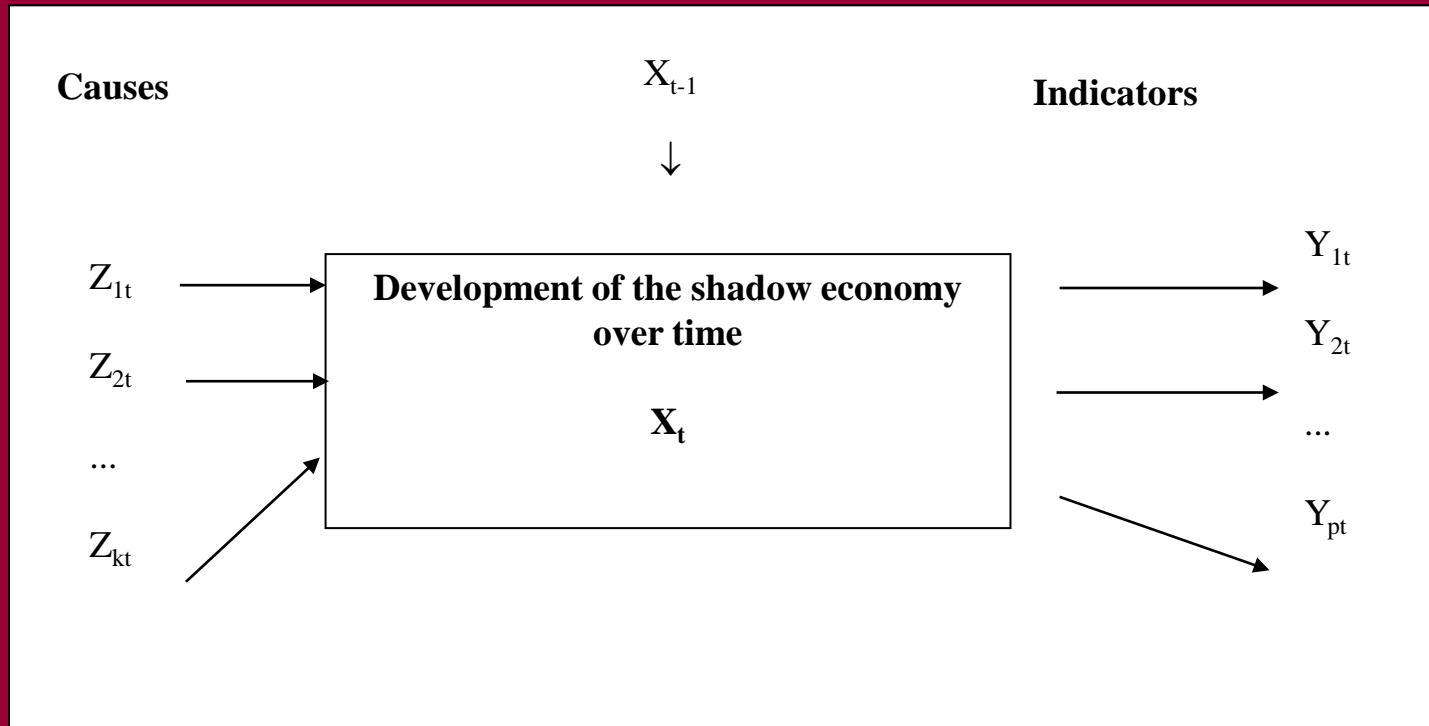 Causes
X_{t-1}
Indicators
↓
Z_{1t}
Z_{2t}
...
Z_{kt}
Development of the shadow economy
over time
X_t
Y_{1t}
Y_{2t}
...
Y_{pt}